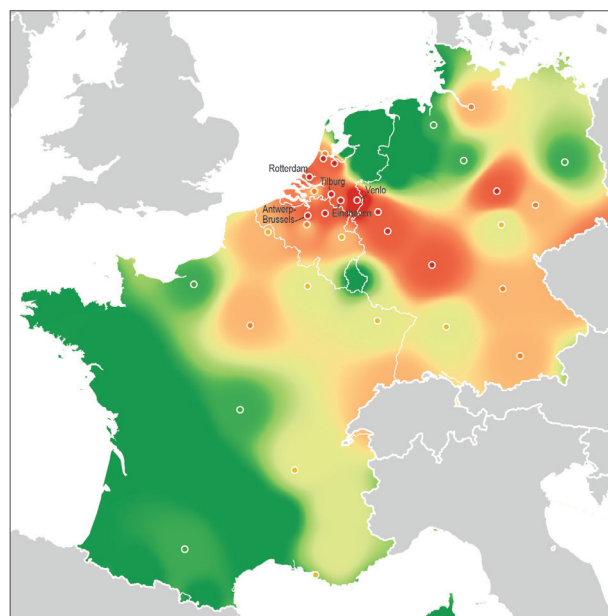 Rotterdam
Tilburg
Venlo
Antwerp-
Brussels
Eindhoven